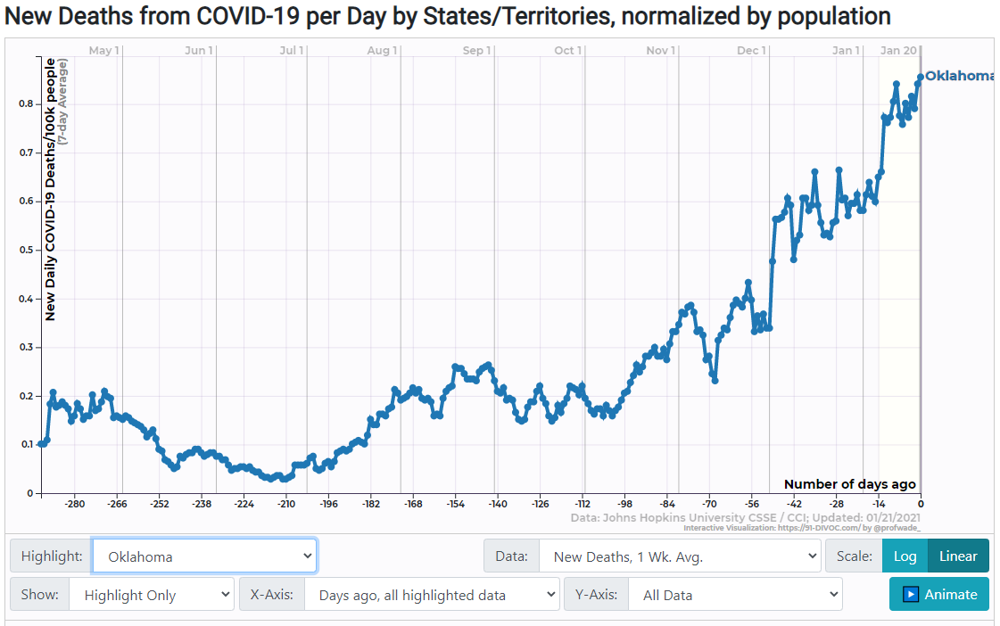 New Deaths from COVID-19 per Day by States/Territories, normalized by population
May 1 Jun 1 Jul 1 Aug 1 Sep 1 Oct 1 Nov 1 Dec 1 Jan 1 Jan 20
New Daily COVID-19 Deaths/100k people
(7-day Average)
Oklahoma
0.8
0.7
0.6
0.5
0.4
0.3
0.2
0.1
0
Number of days ago
-280 -266 -252 -238 -224 -210 -196 -182 -168 -154 -140 -126 -112 -98 -84 -70 -56 -42 -28 -14 0
Data: Johns Hopkins University CSSE / CCI; Updated: 01/21/2021
Interactive Visualization: https://91-DIVOC.com/ by @profwade_
Highlight: Oklahoma Data: New Deaths, 1 Wk. Avg. Scale: Log Linear
Show: Highlight Only X-Axis: Days ago, all highlighted data Y-Axis: All Data Animate